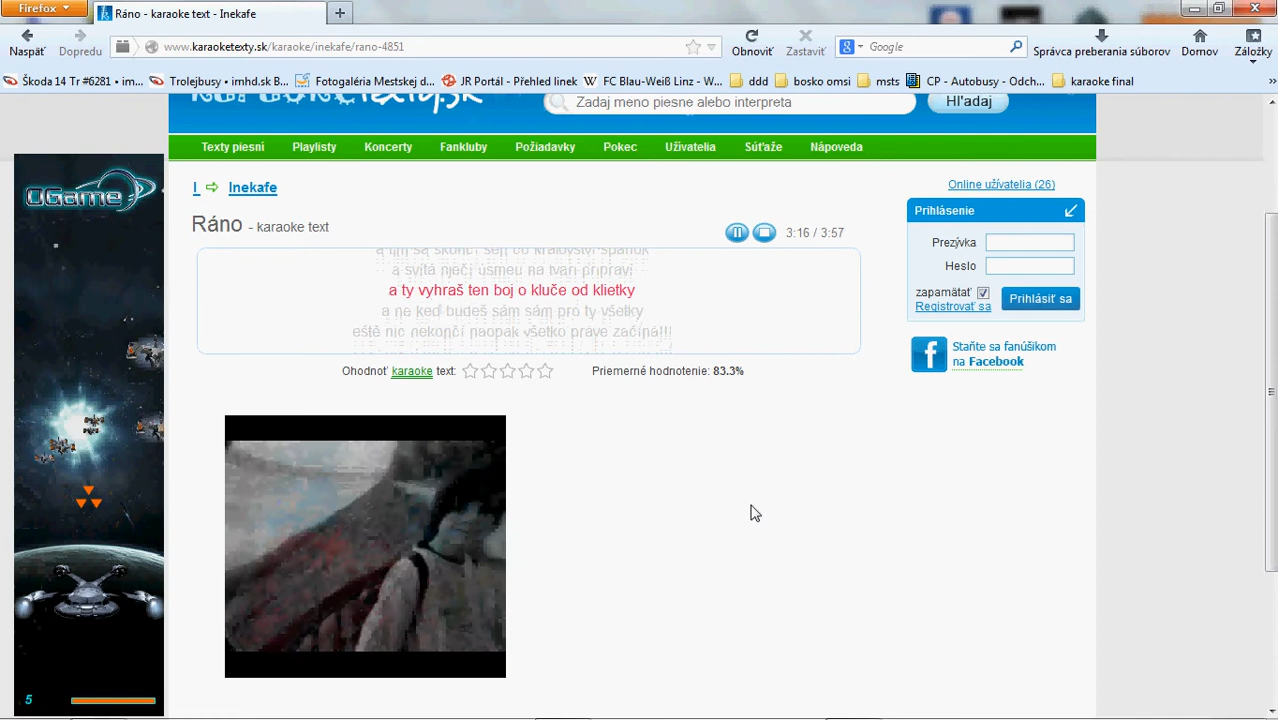 Firefox
Ráno - karaoke text - Inekafe
Naspäť
Dopredu
www.karaoketexty.sk/karaoke/inekafe/rano-4851
Obnoviť
Zastaviť
Google
Správca preberania súborov
Domov
Záložky
Škoda 14 Tr #6281 • im...
Trolejbusy • imhd.sk B...
Fotogaléria Mestskej d...
JR Portál - Přehled linek
FC Blau-Weiß Linz - W...
ddd
bosko omsi
msts
CP - Autobusy - Odch...
karaoke final
Zadaj meno piesne alebo interpreta
Hľadaj
Texty piesní Playlisty Koncerty Fankluby Požiadavky Pokec Užívatelia Súťaže Nápoveda
OGame
I Inekafe
Online užívatelia (26)
Ráno - karaoke text
3:16 / 3:57
Prihlásenie
Prezývka
Heslo
zapamätať
Prihlásiť sa
Registrovať sa
a svitá nječí úsmeu na tvári pripraví
a ty vyhraš ten boj o kluče od klietky
a ne keď budeš sám sám pro ty všetky
eště nic nekončí naopak všetko práve začíná!!!
Ohodnoť karaoke text:
Priemerné hodnotenie: 83.3%
Staňte sa fanúšikom
na Facebook
5